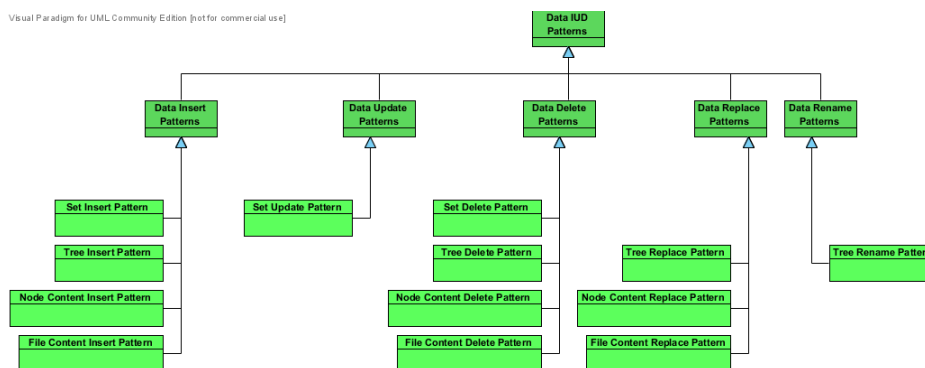 Visual Paradigm for UML Community Edition [not for commercial use]
Data IUD
Patterns
Data Insert
Patterns
Data Update
Patterns
Data Delete
Patterns
Data Replace
Patterns
Data Rename
Patterns
Set Insert Pattern
Set Update Pattern
Set Delete Pattern
Tree Insert Pattern
Tree Delete Pattern
Tree Replace Pattern
Tree Rename Patter
Node Content Insert Pattern
Node Content Delete Pattern
Node Content Replace Pattern
File Content Insert Pattern
File Content Delete Pattern
File Content Replace Pattern